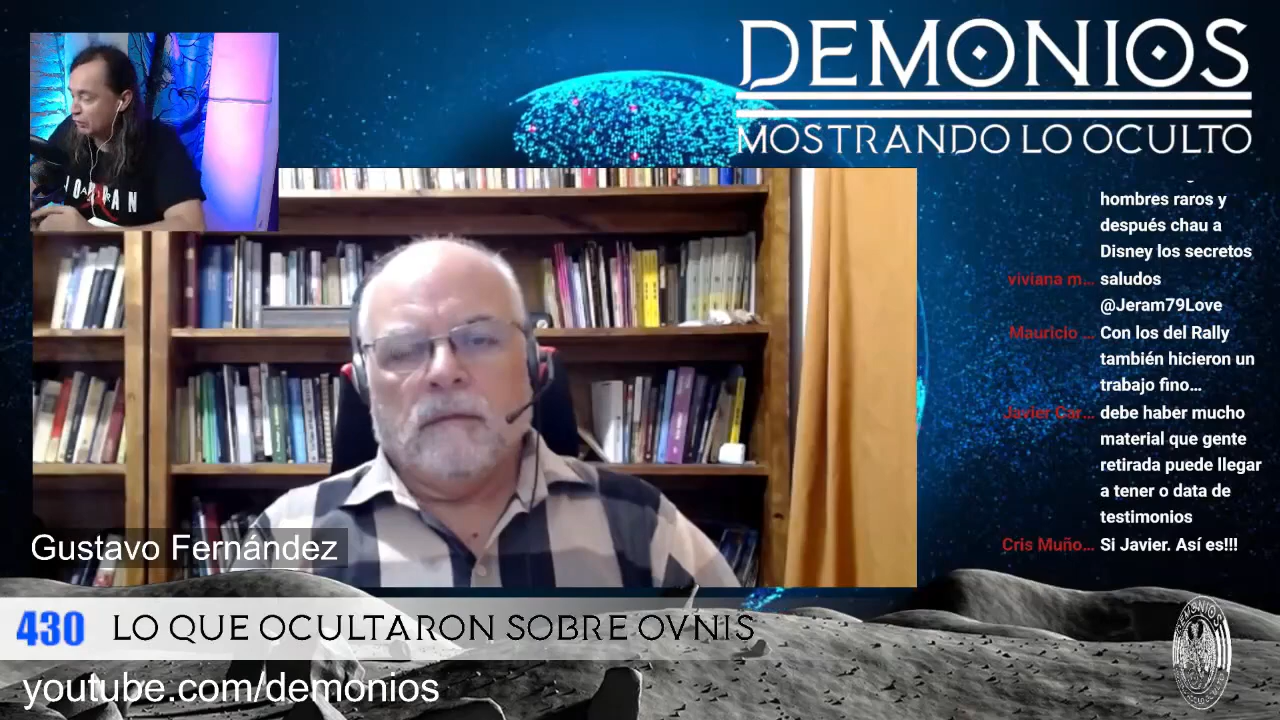 DEMONIOS
MOSTRANDO LO OCULTO
hombres raros y
después chau a
Disney los secretos
viviana m... saludos
@Jeram79Love
Mauricio ... Con los del Rally
también hicieron un
trabajo fino...
Javier Car... debe haber mucho
material que gente
retirada puede llegar
a tener o data de
testimonios
Cris Muño... Si Javier. Así es!!!
Gustavo Fernández
430 LO QUE OCULTARON SOBRE OVNIS
youtube.com/demonios
DEMONIOS